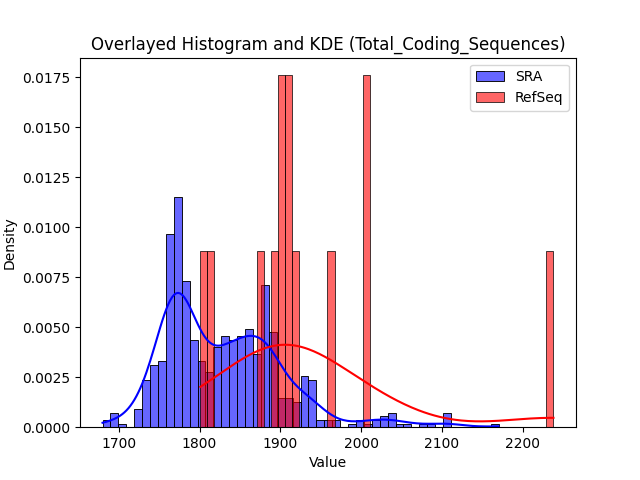 Overlayed Histogram and KDE (Total_Coding_Sequences)
SRA
RefSeq
0.0175
0.0150
0.0125
0.0100
0.0075
0.0050
0.0025
0.0000
Density
1700 1800 1900 2000 2100 2200
Value